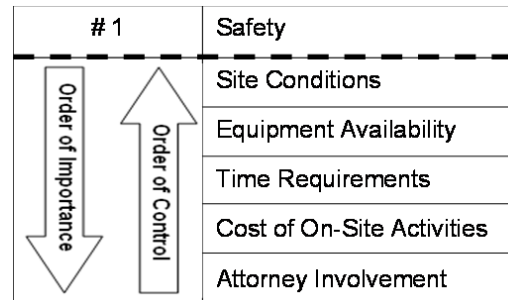 # 1
Safety
Order of Importance
Order of Control
Site Conditions
Equipment Availability
Time Requirements
Cost of On-Site Activities
Attorney Involvement